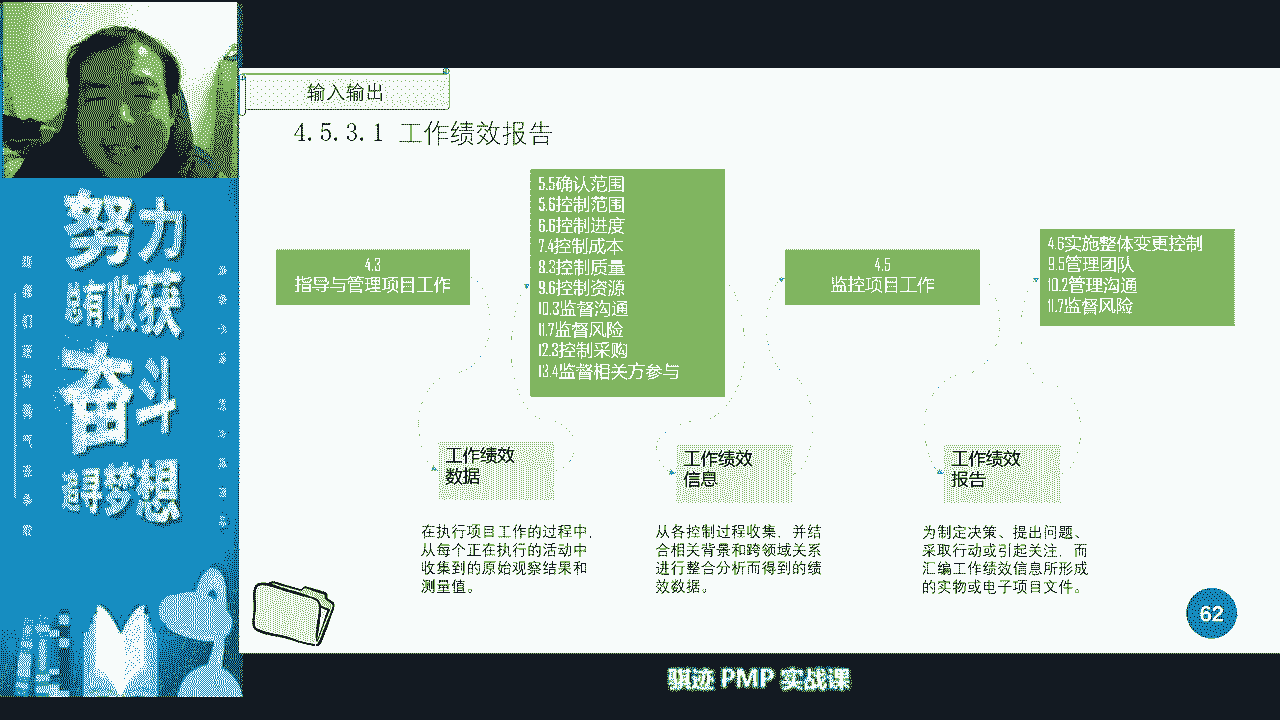 输入输出
4.5.3.1 工作绩效报告
4.3
指导与管理项目工作
5.5确认范围
5.6控制范围
6.6控制进度
7.4控制成本
8.3控制质量
9.6控制资源
10.3监督沟通
11.7监督风险
12.3控制采购
13.4监督相关方参与
4.5
监控项目工作
4.6实施整体变更控制
9.5管理团队
10.2管理沟通
11.7监督风险
工作绩效
数据
工作绩效
信息
工作绩效
报告
在执行项目工作的过程中,
从每个正在执行的活动中
收集到的原始观察结果和
测量值。
从各控制过程收集,并结
合相关背景和跨领域关系
进行整合分析而得到的绩
效数据。
为制定决策、提出问题、
采取行动或引起关注,而
汇编工作绩效信息所形成
的实物或电子项目文件。
62
努力
总有收获
奋斗
追寻梦想
骐迹 PMP 实战课